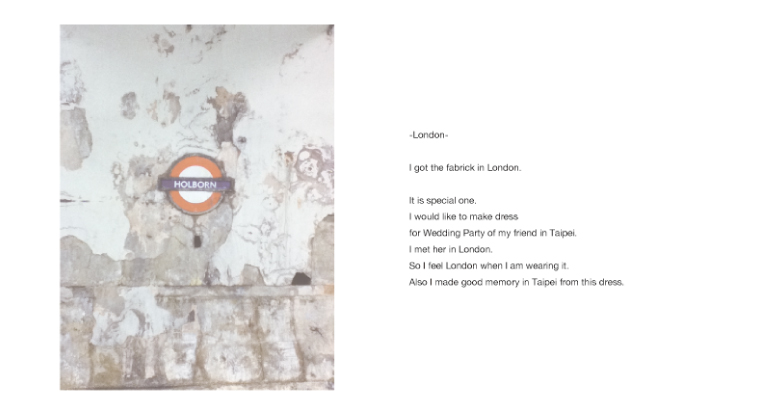 HOLBORN
-London-
I got the fabrick in London.
It is special one.
I would like to make dress
for Wedding Party of my friend in Taipei.
I met her in London.
So I feel London when I am wearing it.
Also I made good memory in Taipei from this dress.